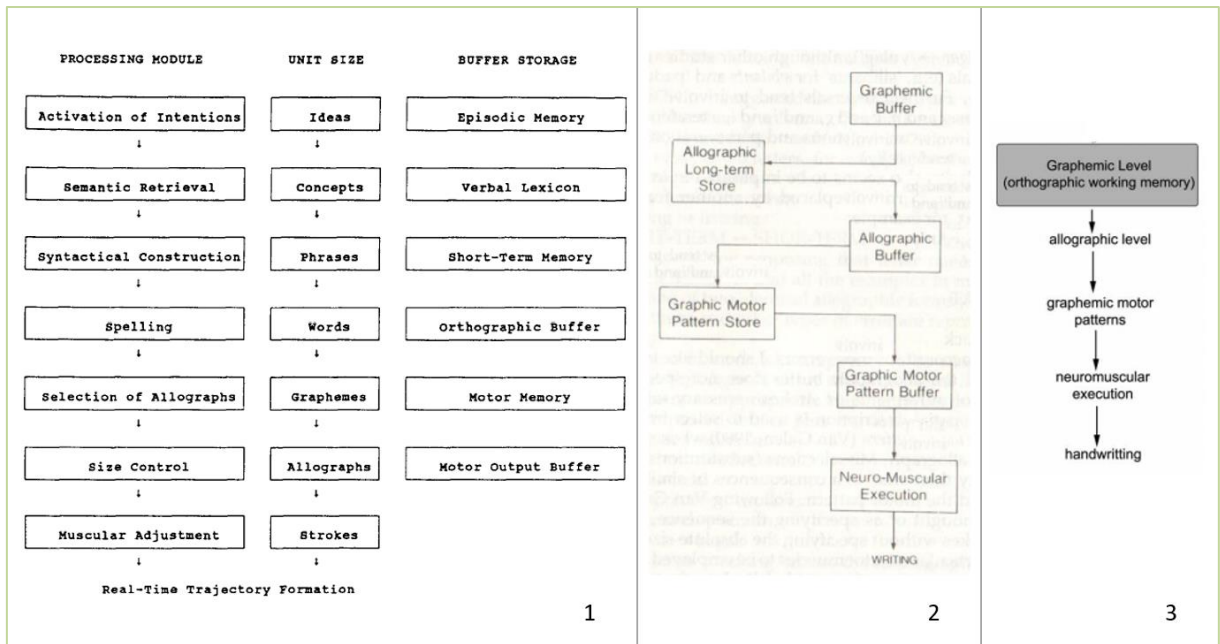 PROCESSING MODULE UNIT SIZE BUFFER STORAGE
Activation of Intentions Ideas Episodic Memory
Semantic Retrieval Concepts Verbal Lexicon
Syntactical Construction Phrases Short-Term Memory
Spelling Words Orthographic Buffer
Selection of Allographs Graphemes Motor Memory
Size Control Allographs Motor Output Buffer
Muscular Adjustment Strokes
Real-Time Trajectory Formation
1
Graphemic
Buffer
Allographic
Long-term
Store
Allographic
Buffer
Graphic Motor
Pattern Store
Graphic Motor
Pattern Buffer
Neuro-Muscular
Execution
WRITING
2
Graphemic Level
(orthographic working memory)
allographic level
graphemic motor
patterns
neuromuscular
execution
handwritting
3